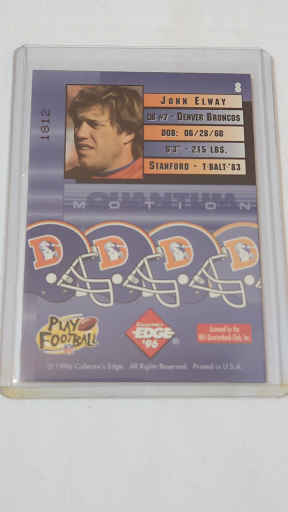 8
JOHN ELWAY
QB #7 - DENVER BRONCOS
DOB: 06/28/60
6'3" - 215 LBS.
STANFORD - T-BALT-'83
1812
QUANTUM
MOTION
PLAY
FOOTBALL
Collector's
EDGE
'96
Licensed by the
NFL Quarterback Club, Inc.
© 1996 Collector's Edge. All Rights Reserved. Printed in U.S.A.